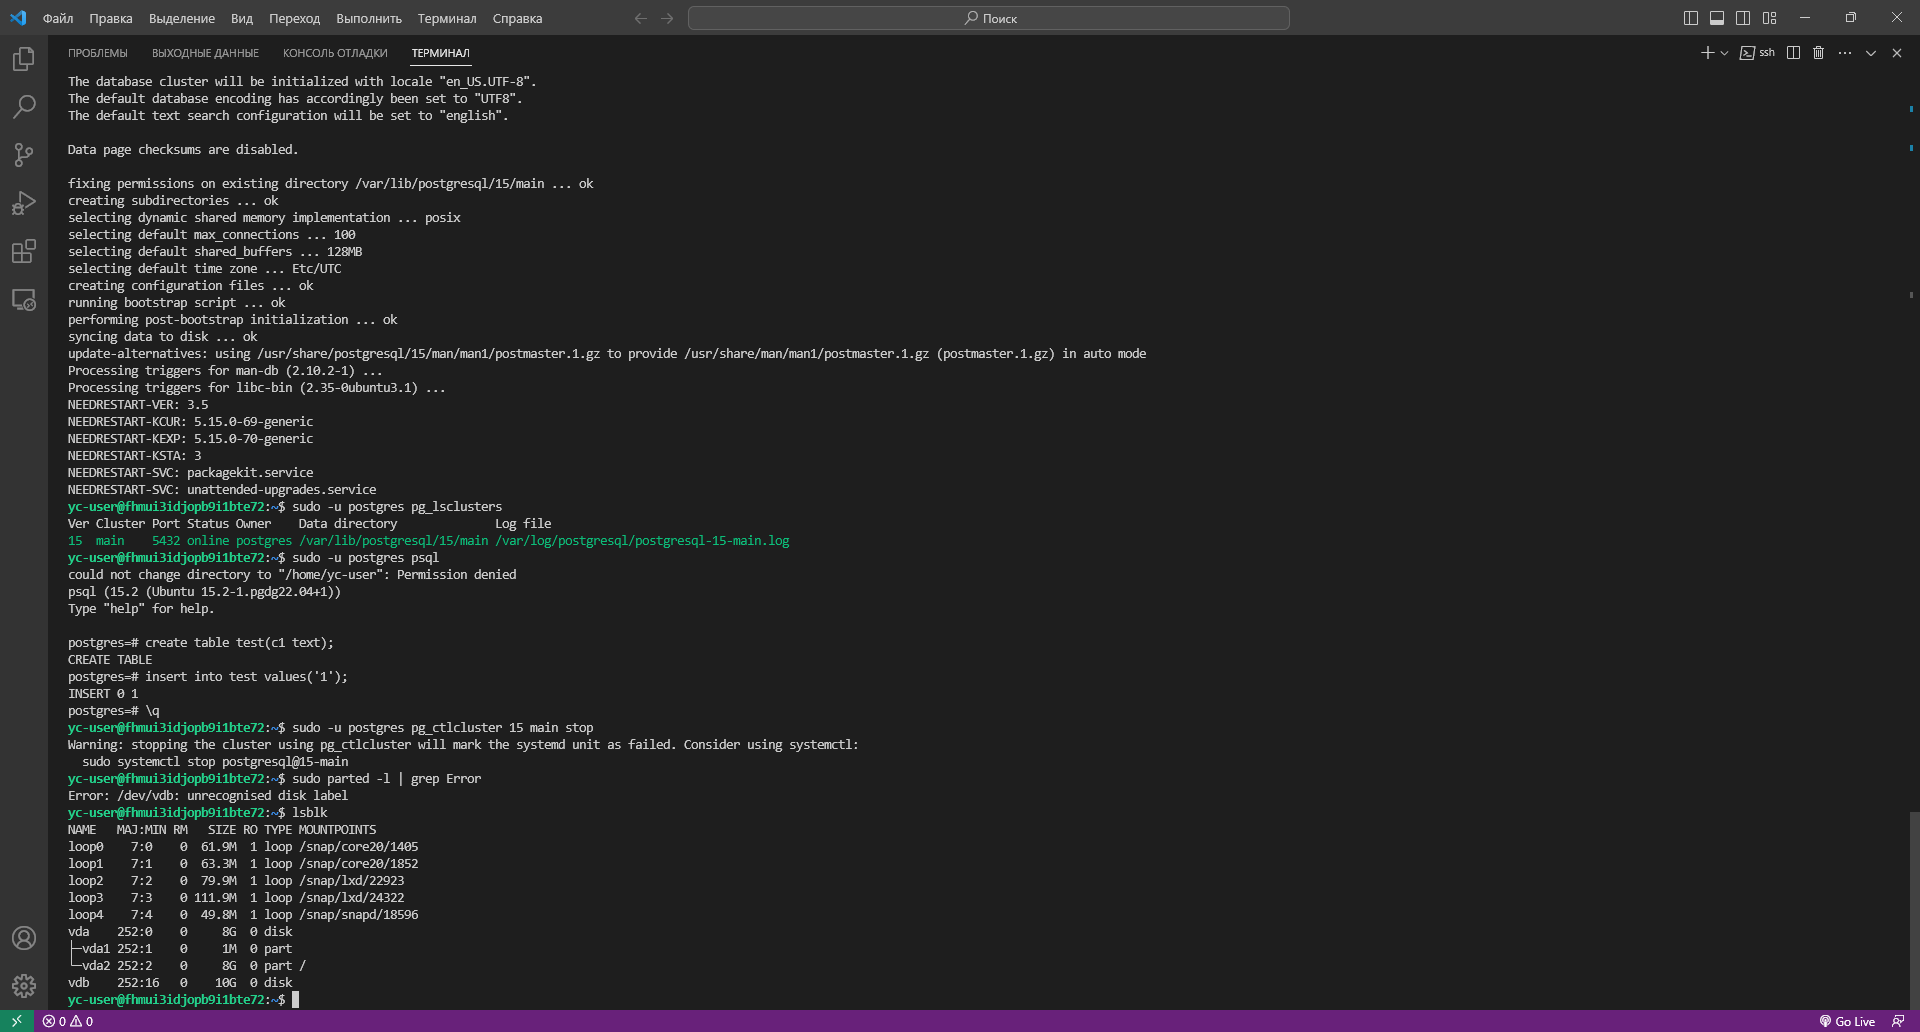 Файл Правка Выделение Вид Переход Выполнить Терминал Справка
Поиск
ПРОБЛЕМЫ ВЫХОДНЫЕ ДАННЫЕ КОНСОЛЬ ОТЛАДКИ ТЕРМИНАЛ
ssh
The database cluster will be initialized with locale "en_US.UTF-8".
The default database encoding has accordingly been set to "UTF8".
The default text search configuration will be set to "english".
Data page checksums are disabled.
fixing permissions on existing directory /var/lib/postgresql/15/main ... ok
creating subdirectories ... ok
selecting dynamic shared memory implementation ... posix
selecting default max_connections ... 100
selecting default shared_buffers ... 128MB
selecting default time zone ... Etc/UTC
creating configuration files ... ok
running bootstrap script ... ok
performing post-bootstrap initialization ... ok
syncing data to disk ... ok
update-alternatives: using /usr/share/postgresql/15/man/man1/postmaster.1.gz to provide /usr/share/man/man1/postmaster.1.gz (postmaster.1.gz) in auto mode
Processing triggers for man-db (2.10.2-1) ...
Processing triggers for libc-bin (2.35-0ubuntu3.1) ...
NEEDRESTART-VER: 3.5
NEEDRESTART-KCUR: 5.15.0-69-generic
NEEDRESTART-KEXP: 5.15.0-70-generic
NEEDRESTART-KSTA: 3
NEEDRESTART-SVC: packagekit.service
NEEDRESTART-SVC: unattended-upgrades.service
yc-user@fhmui3idjopb9i1bte72:~$ sudo -u postgres pg_lsclusters
Ver Cluster Port Status Owner    Data directory              Log file
15  main    5432 online postgres /var/lib/postgresql/15/main /var/log/postgresql/postgresql-15-main.log
yc-user@fhmui3idjopb9i1bte72:~$ sudo -u postgres psql
could not change directory to "/home/yc-user": Permission denied
psql (15.2 (Ubuntu 15.2-1.pgdg22.04+1))
Type "help" for help.
postgres=# create table test(c1 text);
CREATE TABLE
postgres=# insert into test values('1');
INSERT 0 1
postgres=# \q
yc-user@fhmui3idjopb9i1bte72:~$ sudo -u postgres pg_ctlcluster 15 main stop
Warning: stopping the cluster using pg_ctlcluster will mark the systemd unit as failed. Consider using systemctl:
  sudo systemctl stop postgresql@15-main
yc-user@fhmui3idjopb9i1bte72:~$ sudo parted -l | grep Error
Error: /dev/vdb: unrecognised disk label
yc-user@fhmui3idjopb9i1bte72:~$ lsblk
NAME   MAJ:MIN RM   SIZE RO TYPE MOUNTPOINTS
loop0    7:0    0  61.9M  1 loop /snap/core20/1405
loop1    7:1    0  63.3M  1 loop /snap/core20/1852
loop2    7:2    0  79.9M  1 loop /snap/lxd/22923
loop3    7:3    0 111.9M  1 loop /snap/lxd/24322
loop4    7:4    0  49.8M  1 loop /snap/snapd/18596
vda    252:0    0     8G  0 disk
├─vda1 252:1    0     1M  0 part
└─vda2 252:2    0     8G  0 part /
vdb    252:16   0    10G  0 disk
yc-user@fhmui3idjopb9i1bte72:~$
0 0 Go Live